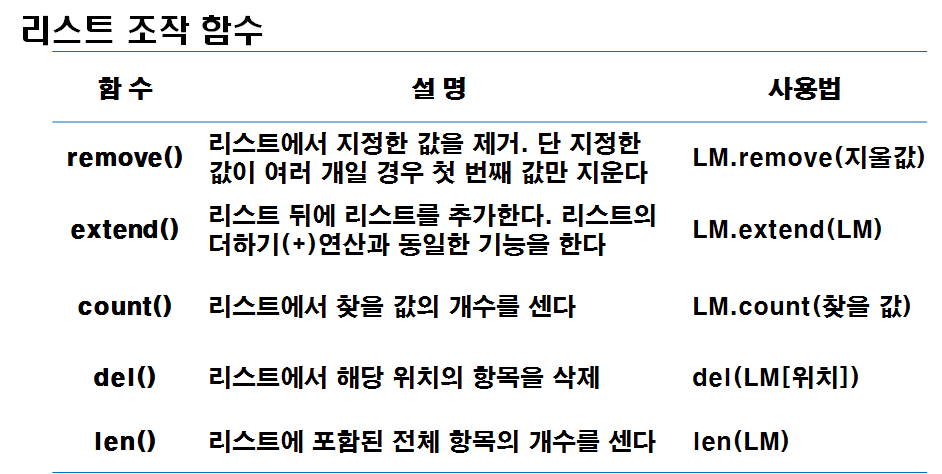 리스트 조작 함수
함 수 설 명 사용법
remove() 리스트에서 지정한 값을 제거. 단 지정한 값이 여러 개일 경우 첫 번째 값만 지운다 LM.remove(지울값)
extend() 리스트 뒤에 리스트를 추가한다. 리스트의 더하기(+)연산과 동일한 기능을 한다 LM.extend(LM)
count() 리스트에서 찾을 값의 개수를 센다 LM.count(찾을 값)
del() 리스트에서 해당 위치의 항목을 삭제 del(LM[위치])
len() 리스트에 포함된 전체 항목의 개수를 센다 len(LM)